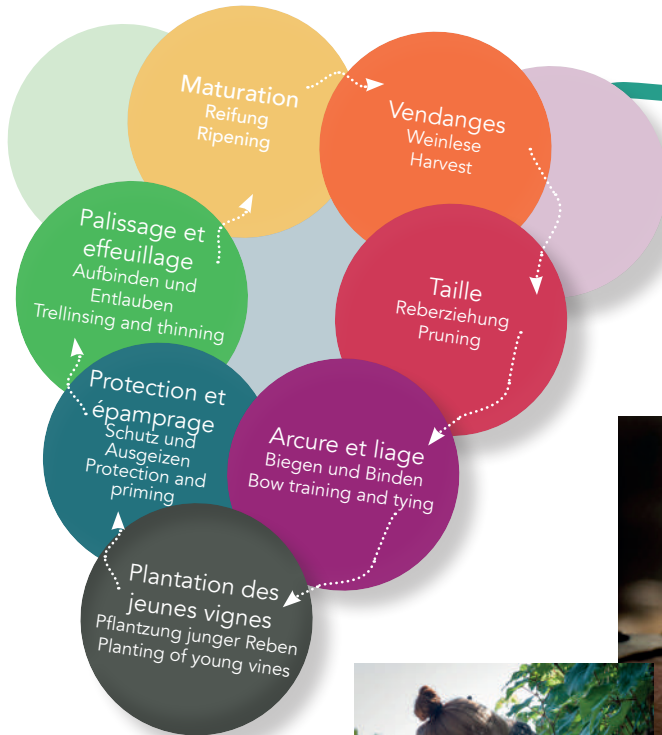 Maturation
Reifung
Ripening
Vendanges
Weinlese
Harvest
Taille
Reberziehung
Pruning
Arcure et liage
Biegen und Binden
Bow training and tying
Plantation des
jeunes vignes
Pflantzung junger Reben
Planting of young vines
Protection et
épamprage
Schutz und
Ausgeizen
Protection and
priming
Palissage et
effeuillage
Aufbinden und
Entlauben
Trellinsing and thinning